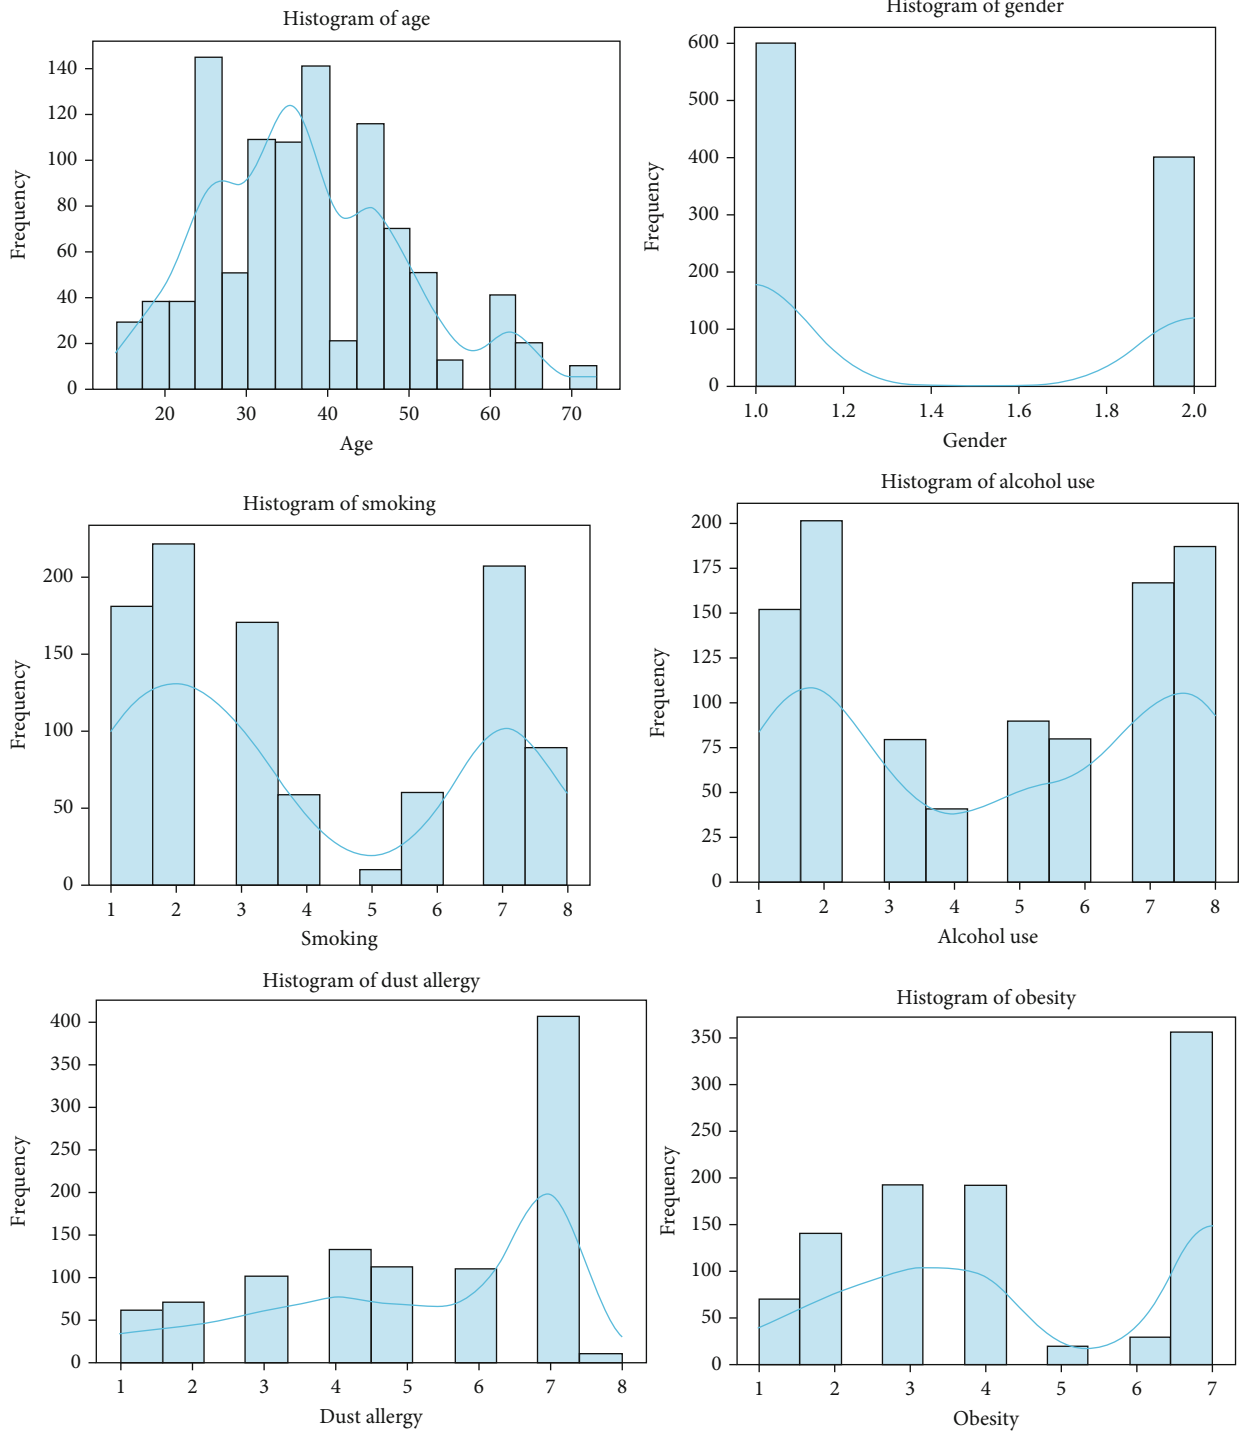 Histogram of age
140
120
100
80
60
40
20
0
Frequency
20 30 40 50 60 70
Age
Histogram of gender
600
500
400
300
200
100
0
Frequency
1.0 1.2 1.4 1.6 1.8 2.0
Gender
Histogram of smoking
200
150
100
50
0
Frequency
1 2 3 4 5 6 7 8
Smoking
Histogram of alcohol use
200
175
150
125
100
75
50
25
0
Frequency
1 2 3 4 5 6 7 8
Alcohol use
Histogram of dust allergy
400
350
300
250
200
150
100
50
0
Frequency
1 2 3 4 5 6 7 8
Dust allergy
Histogram of obesity
350
300
250
200
150
100
50
0
Frequency
1 2 3 4 5 6 7
Obesity